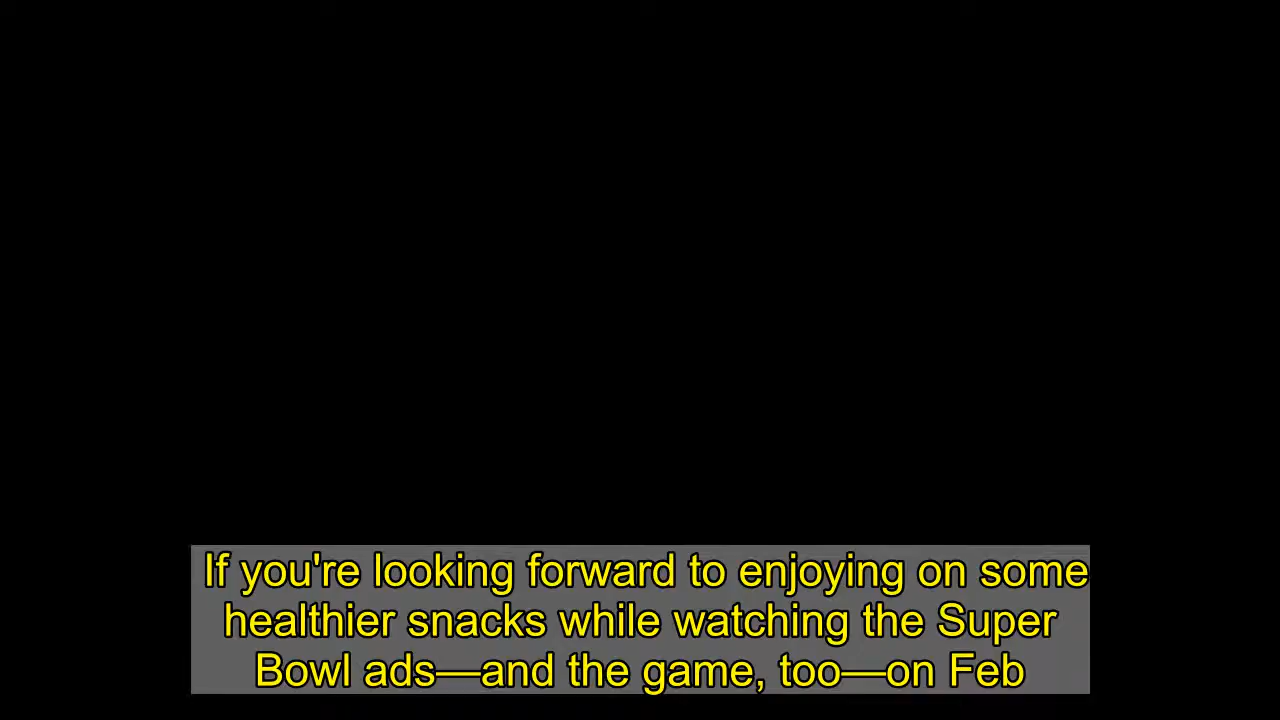 If you're looking forward to enjoying on some
healthier snacks while watching the Super
Bowl ads—and the game, too—on Feb